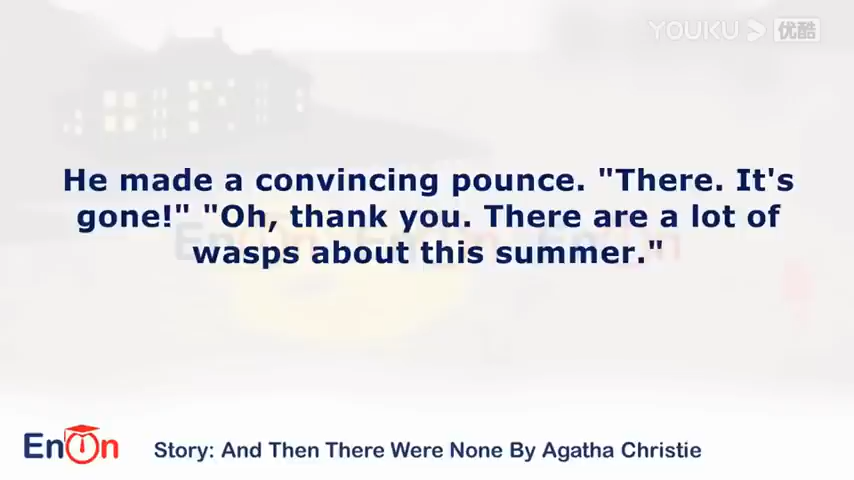 YOUKU 优酷
He made a convincing pounce. "There. It's
gone!" "Oh, thank you. There are a lot of
wasps about this summer."
EnOn
Story: And Then There Were None By Agatha Christie